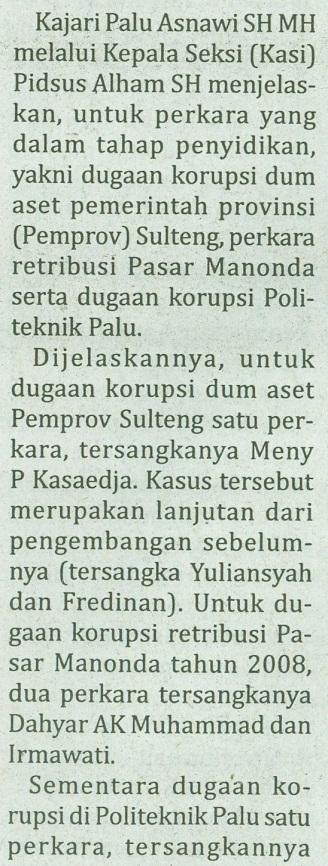 Kajari Palu Asnawi SH MH
melalui Kepala Seksi (Kasi)
Pidsus Alham SH menjelas-
kan, untuk perkara yang
dalam tahap penyidikan,
yakni dugaan korupsi dum
aset pemerintah provinsi
(Pemprov) Sulteng, perkara
retribusi Pasar Manonda
serta dugaan korupsi Poli-
teknik Palu.
Dijelaskannya, untuk
dugaan korupsi dum aset
Pemprov Sulteng satu per-
kara, tersangkanya Meny
P Kasaedja. Kasus tersebut
merupakan lanjutan dari
pengembangan sebelum-
nya (tersangka Yuliansyah
dan Fredinan). Untuk du-
gaan korupsi retribusi Pa-
sar Manonda tahun 2008,
dua perkara tersangkanya
Dahyar AK Muhammad dan
Irmawati.
Sementara dugaan ko-
rupsi di Politeknik Palu satu
perkara, tersangkannya